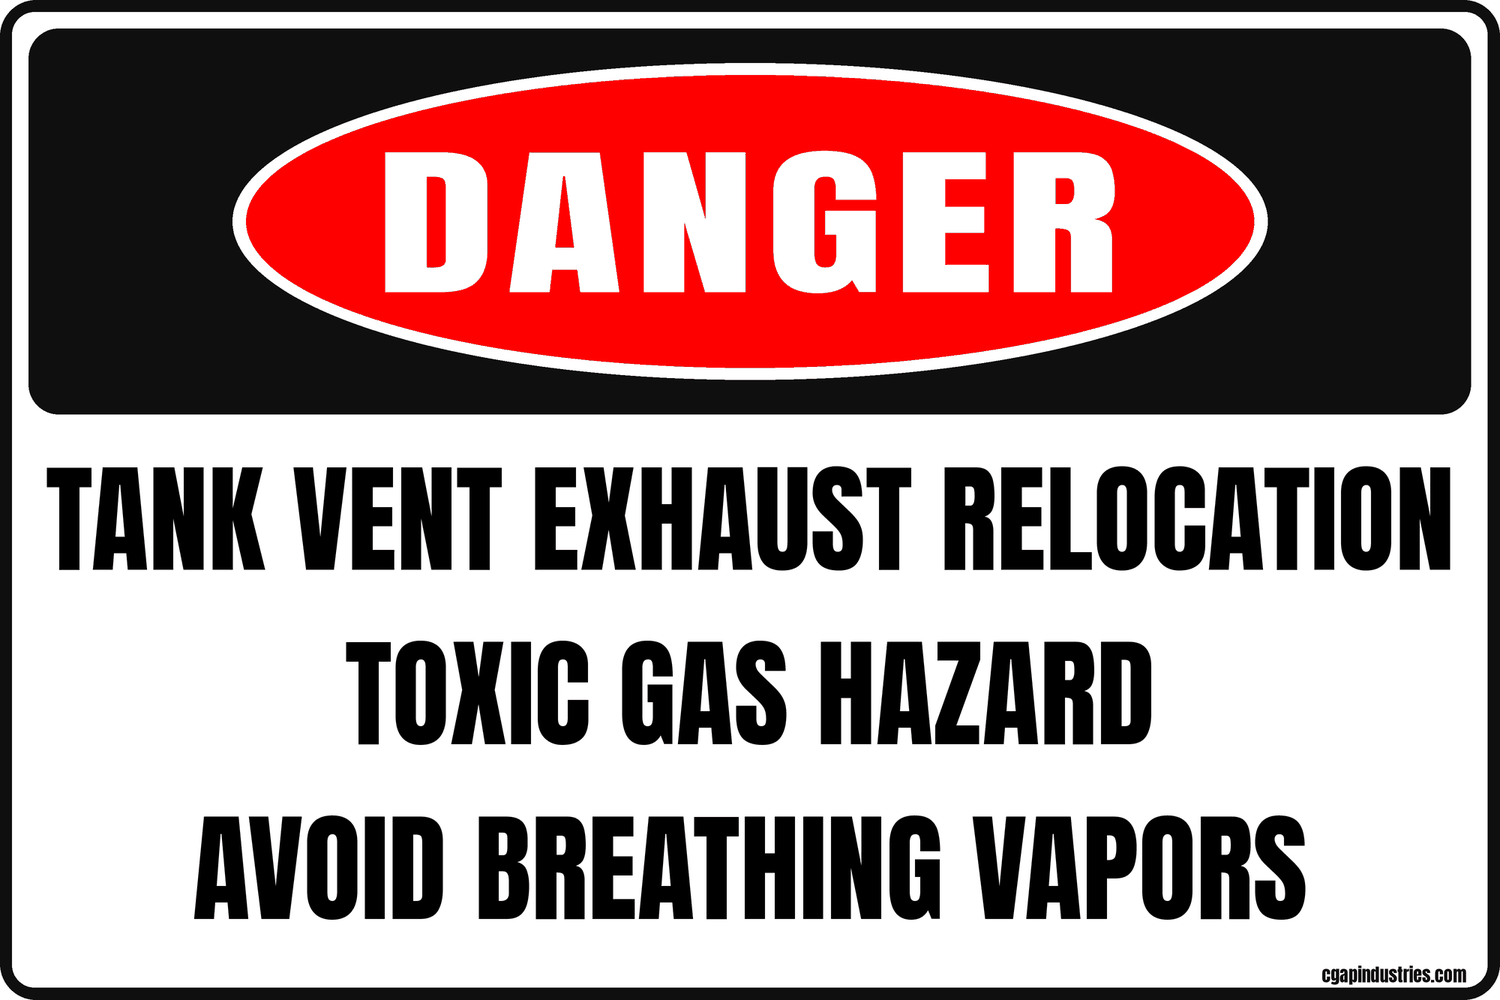 DANGER
TANK VENT EXHAUST RELOCATION
TOXIC GAS HAZARD
AVOID BREATHING VAPORS
cgapindustries.com